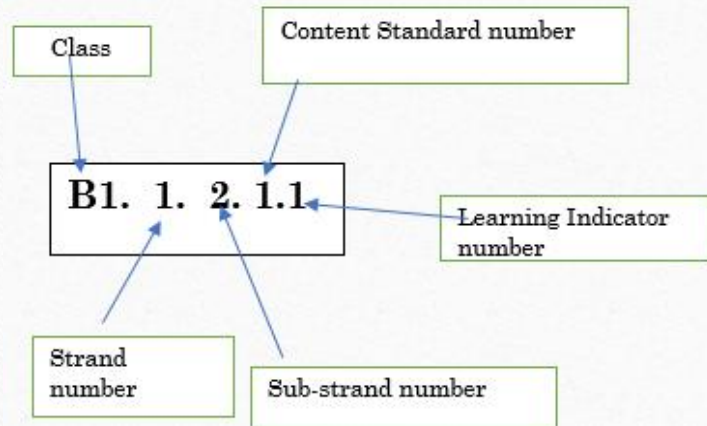 Class
Content Standard number
B1. 1. 2. 1.1
Learning Indicator
number
Strand
number
Sub-strand number